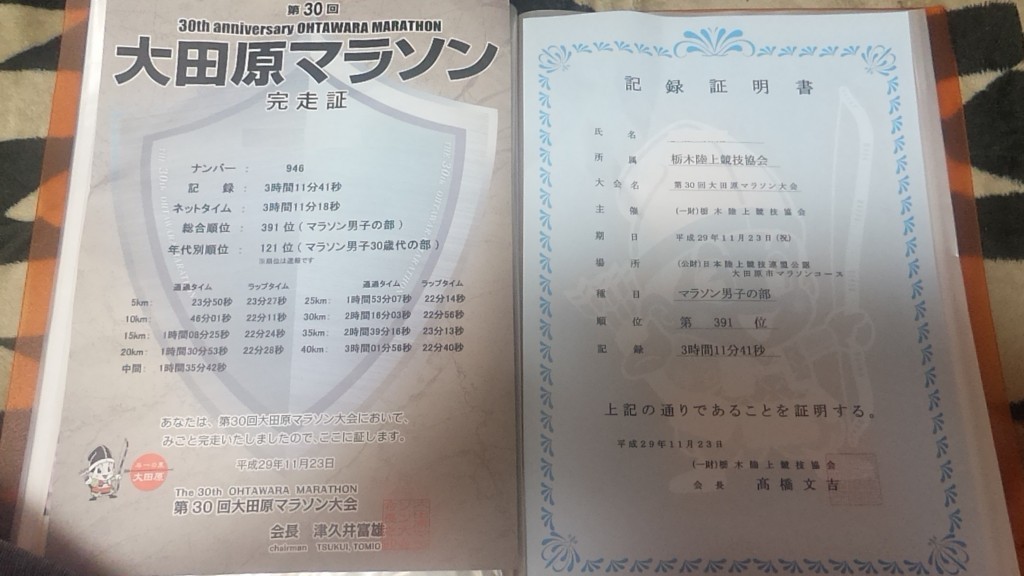 第30回
30th anniversary OHTAWARA MARATHON
大田原マラソン
完走証
ナンバー : 946
記録 : 3時間11分41秒
ネットタイム : 3時間11分18秒
総合順位 : 391位(マラソン男子の部)
年代別順位 : 121位(マラソン男子30歳代の部)
※順位は速報です
通過タイム ラップタイム 通過タイム ラップタイム
5km: 23分50秒 23分27秒 25km: 1時間53分07秒 22分14秒
10km: 46分01秒 22分11秒 30km: 2時間16分03秒 22分56秒
15km: 1時間08分25秒 22分24秒 35km: 2時間39分16秒 23分13秒
20km: 1時間30分53秒 22分28秒 40km: 3時間01分56秒 22分40秒
中間: 1時間35分42秒
あなたは、第30回大田原マラソン大会において、
みごと完走いたしましたので、ここに証します。
平成29年11月23日
大田原
The 30th OHTAWARA MARATHON
第30回大田原マラソン大会
会長 津久井富雄
chairman TSUKUI, TOMIO
記録証明書
氏名
所属 栃木陸上競技協会
大会名 第30回大田原マラソン大会
主催 (一財)栃木陸上競技協会
期日 平成29年11月23日(祝)
場所 (公財)日本陸上競技連盟公認
大田原市マラソンコース
種目 マラソン男子の部
順位 第 391 位
記録 3時間11分41秒
上記の通りであることを証明する。
平成29年11月23日
(一財)栃木陸上競技協会
会長 髙橋文吉